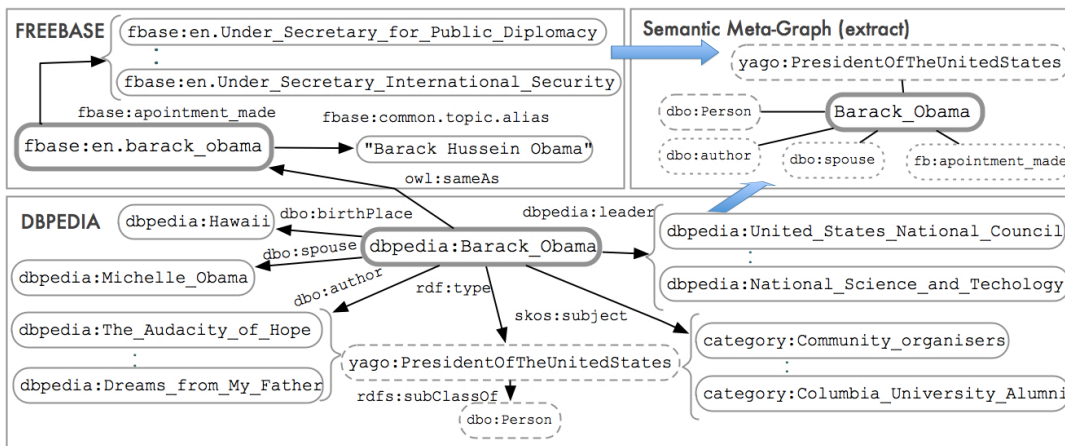 FREEBASE
fbase:en.Under_Secretary_for_Public_Diplomacy
:
fbase:en.Under_Secretary_International_Security
fbase:apointment_made
fbase:common.topic.alias
fbase:en.barack_obama
"Barack Hussein Obama"
owl:sameAs
Semantic Meta-Graph (extract)
yago:PresidentOfTheUnitedStates
dbo:Person
Barack_Obama
dbo:author
dbo:spouse
fb:apointment_made
DBPEDIA
dbpedia:Hawaii
dbo:birthPlace
dbpedia:leader
dbpedia:United_States_National_Council
:
dbpedia:National_Science_and_Techology
dbo:spouse
dbpedia:Barack_Obama
dbpedia:Michelle_Obama
dbo:author
rdf:type
skos:subject
dbpedia:The_Audacity_of_Hope
:
dbpedia:Dreams_from_My_Father
yago:PresidentOfTheUnitedStates
rdfs:subClassOf
dbo:Person
category:Community_organisers
:
category:Columbia_University_Alumni